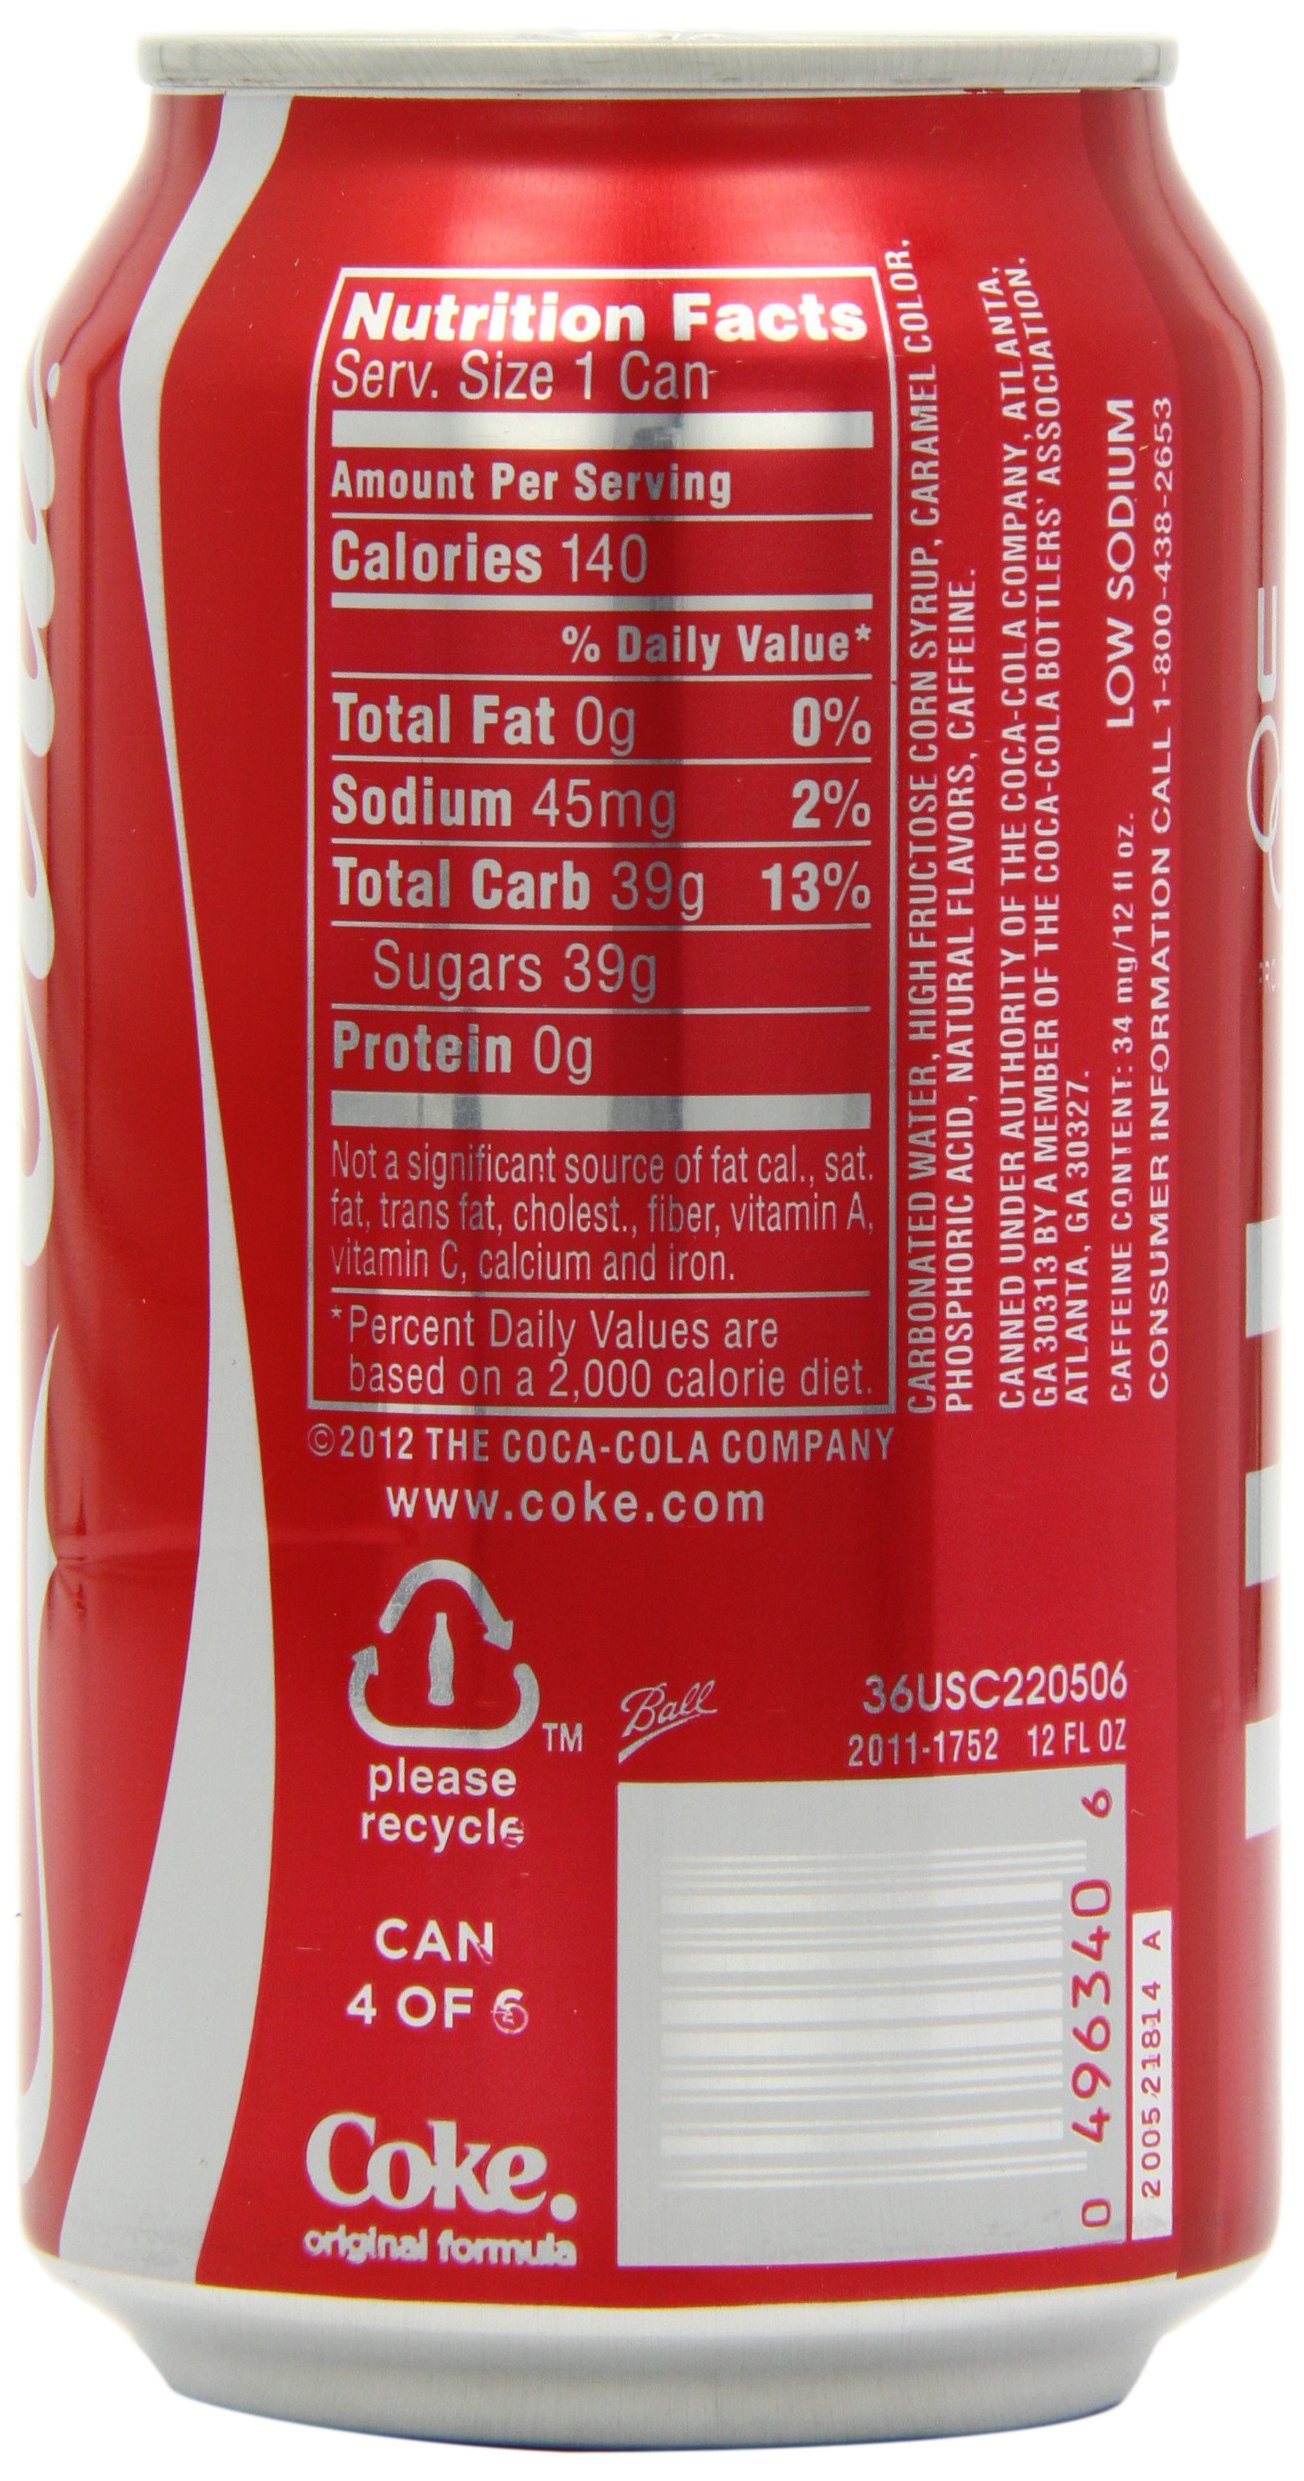 Nutrition Facts
Serv. Size 1 Can
Amount Per Serving
Calories 140
% Daily Value*
Total Fat 0g 0%
Sodium 45mg 2%
Total Carb 39g 13%
Sugars 39g
Protein 0g
Not a significant source of fat cal., sat.
fat, trans fat, cholest., fiber, vitamin A,
vitamin C, calcium and iron.
*Percent Daily Values are
based on a 2,000 calorie diet.
©2012 THE COCA-COLA COMPANY
www.coke.com
CARBONATED WATER, HIGH FRUCTOSE CORN SYRUP, CARAMEL COLOR.
PHOSPHORIC ACID, NATURAL FLAVORS, CAFFEINE.
CANNED UNDER AUTHORITY OF THE COCA-COLA COMPANY, ATLANTA,
GA 30313 BY A MEMBER OF THE COCA-COLA BOTTLERS' ASSOCIATION.
ATLANTA, GA 30327.
CAFFEINE CONTENT: 34 mg/12 fl oz. LOW SODIUM
CONSUMER INFORMATION CALL 1-800-438-2653
TM
please
recycle
Ball
36USC220506
2011-1752 12 FL OZ
CAN
4 OF 6
Coke.
original formula
0 496340 6
2005 21814 A